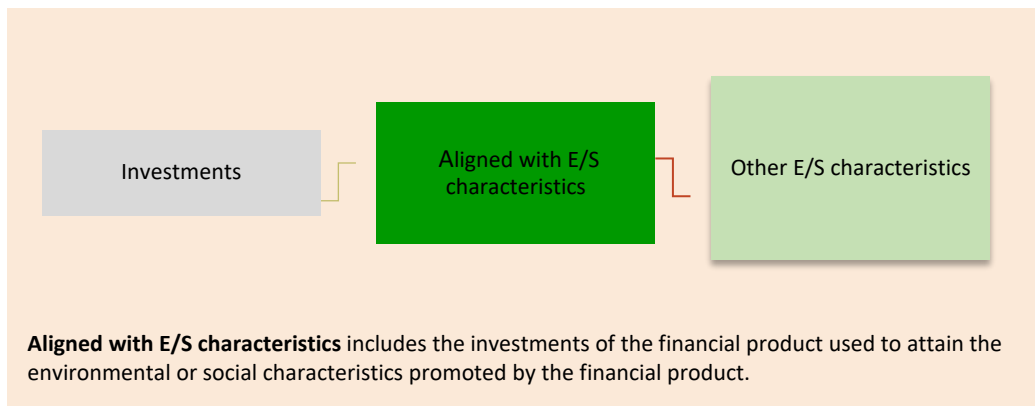 Investments
Aligned with E/S
characteristics
Other E/S characteristics
Aligned with E/S characteristics includes the investments of the financial product used to attain the
environmental or social characteristics promoted by the financial product.